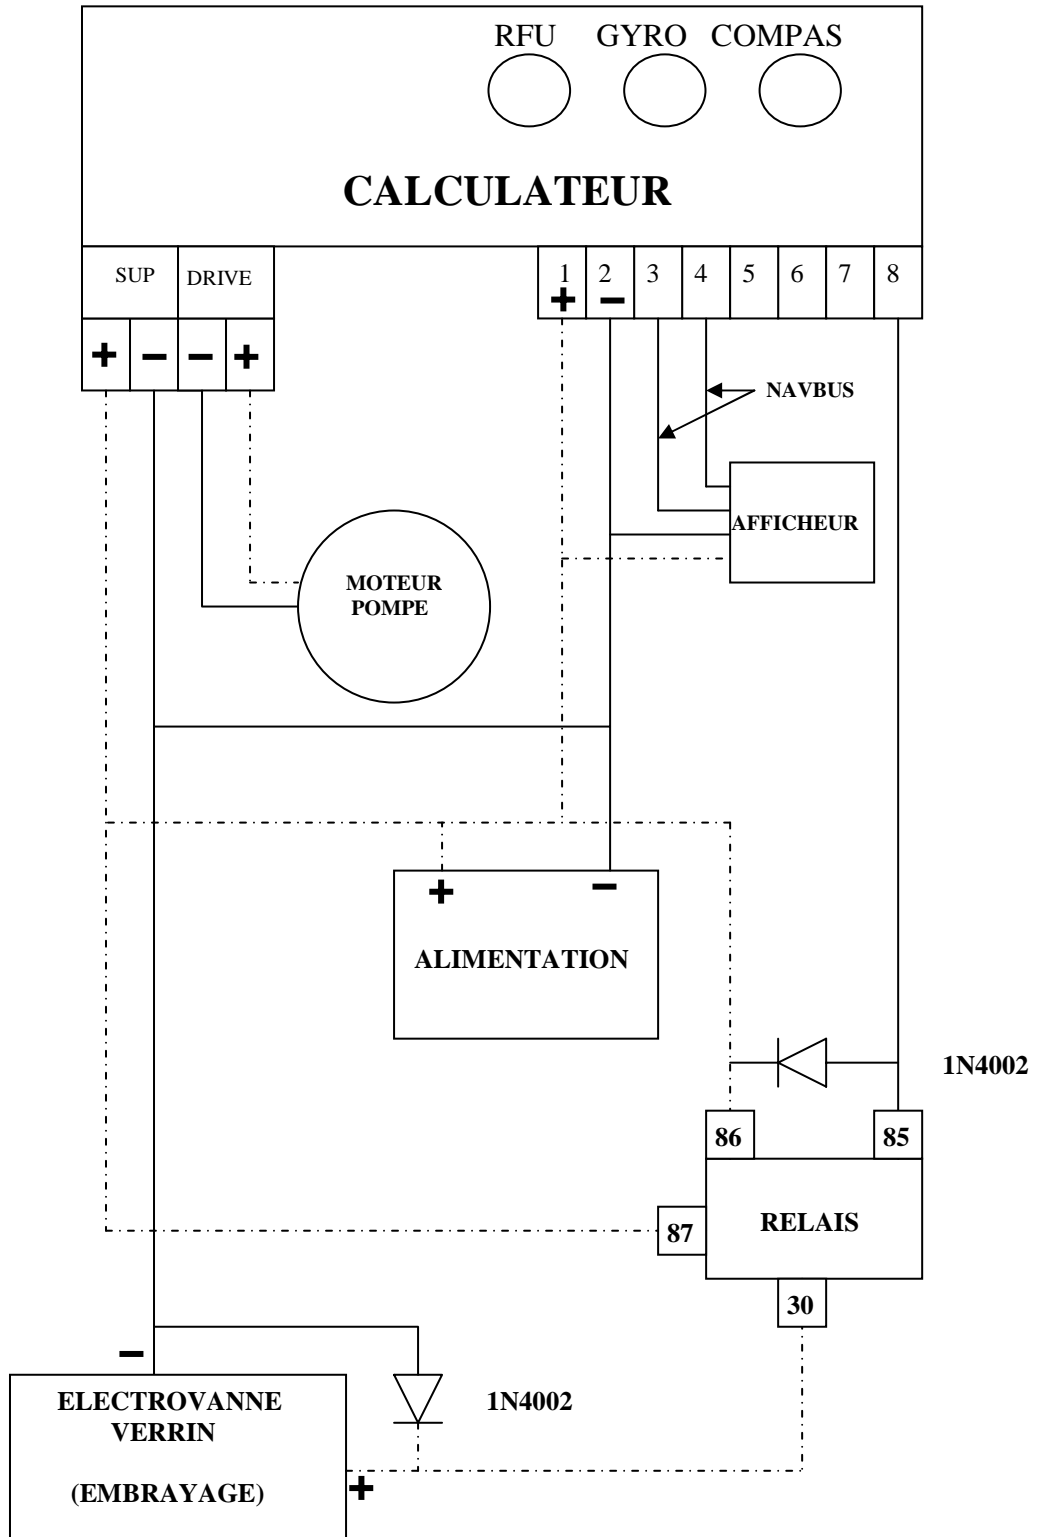 RFU GYRO COMPAS
CALCULATEUR
SUP DRIVE
1 2 3 4 5 6 7 8
+ −
+ − − +
NAVBUS
AFFICHEUR
MOTEUR
POMPE
+ −
ALIMENTATION
1N4002
86 85
RELAIS
87
30
−
ELECTROVANNE
VERRIN
1N4002
(EMBRAYAGE)
+